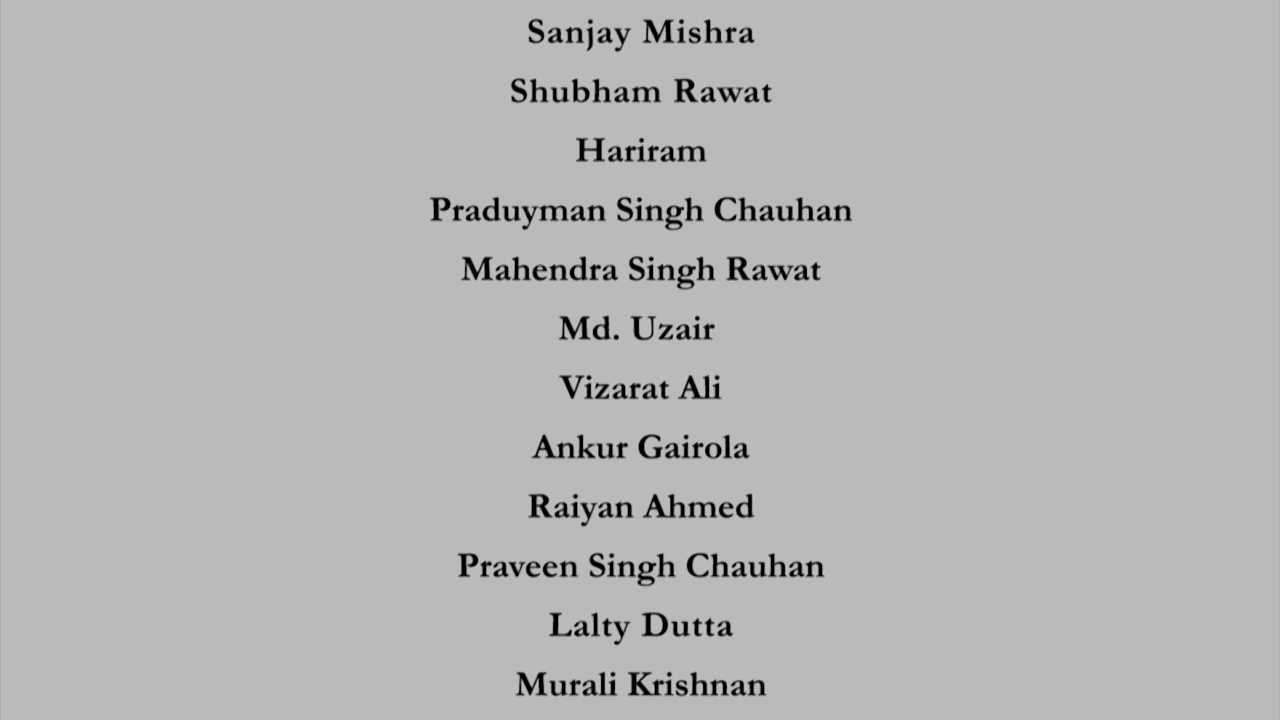 Sanjay Mishra
Shubham Rawat
Hariram
Praduyman Singh Chauhan
Mahendra Singh Rawat
Md. Uzair
Vizarat Ali
Ankur Gairola
Raiyan Ahmed
Praveen Singh Chauhan
Lalty Dutta
Murali Krishnan